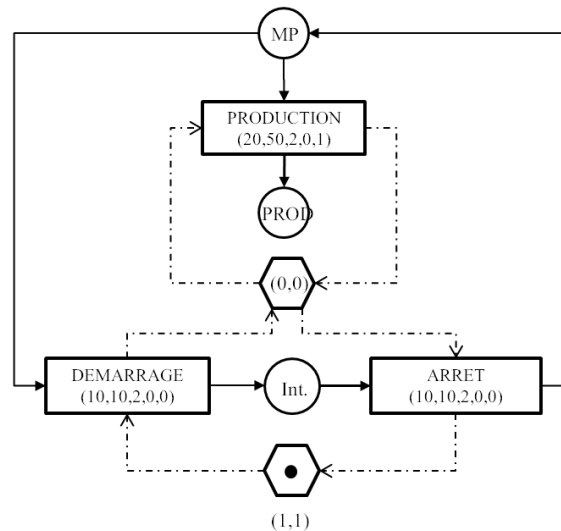 MP
PRODUCTION
(20,50,2,0,1)
PROD
(0,0)
DEMARRAGE
(10,10,2,0,0)
Int.
ARRET
(10,10,2,0,0)
(1,1)